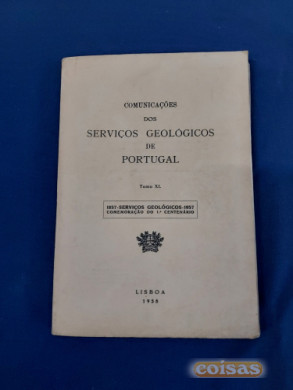 COMUNICAÇÕES
DOS
SERVIÇOS GEOLÓGICOS
DE
PORTUGAL
Tomo XL
1857-SERVIÇOS GEOLÓGICOS-1957
COMEMORAÇÃO DO 1.º CENTENÁRIO
LISBOA
1958
coisas